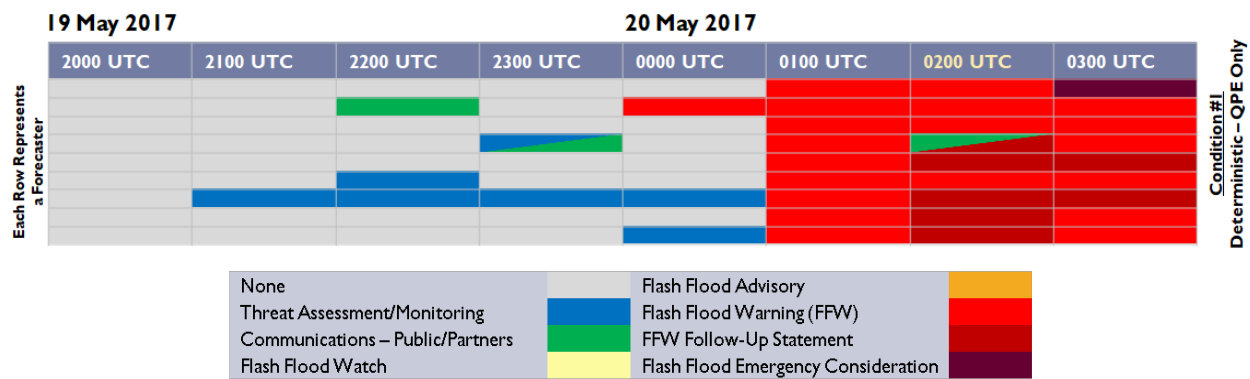 19 May 2017
20 May 2017
2000 UTC
2100 UTC
2200 UTC
2300 UTC
0000 UTC
0100 UTC
0200 UTC
0300 UTC
Each Row Represents
a Forecaster
Condition #1
Deterministic – QPE Only
None
Threat Assessment/Monitoring
Communications – Public/Partners
Flash Flood Watch
Flash Flood Advisory
Flash Flood Warning (FFW)
FFW Follow-Up Statement
Flash Flood Emergency Consideration